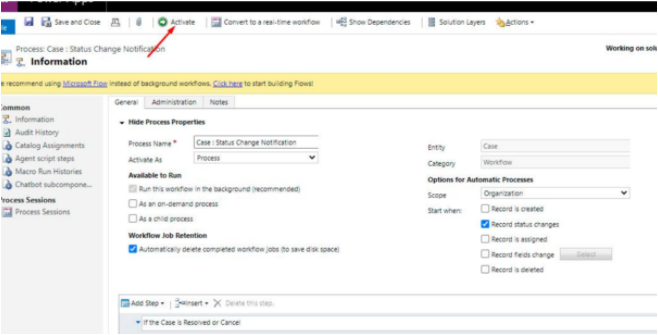 Save and Close
Activate
Convert to a real-time workflow
Show Dependencies
Solution Layers
Actions
Process: Case : Status Change Notification
Information
Working on solu
e recommend using Microsoft Flow instead of background workflows. Click here to start building Flows!
Common
Information
Audit History
Catalog Assignments
Agent script steps
Macro Run Histories
Chatbot subcompone...
Process Sessions
Process Sessions
General
Administration
Notes
Hide Process Properties
Process Name *
Case : Status Change Notification
Activate As
Process
Available to Run
Run this workflow in the background (recommended)
As an on-demand process
As a child process
Workflow Job Retention
Automatically delete completed workflow jobs (to save disk space)
Entity
Case
Category
Workflow
Options for Automatic Processes
Scope
Organization
Start when:
Record is created
Record status changes
Record is assigned
Record fields change
Select
Record is deleted
Add Step
Insert
Delete this step.
If the Case is Resolved or Cancel